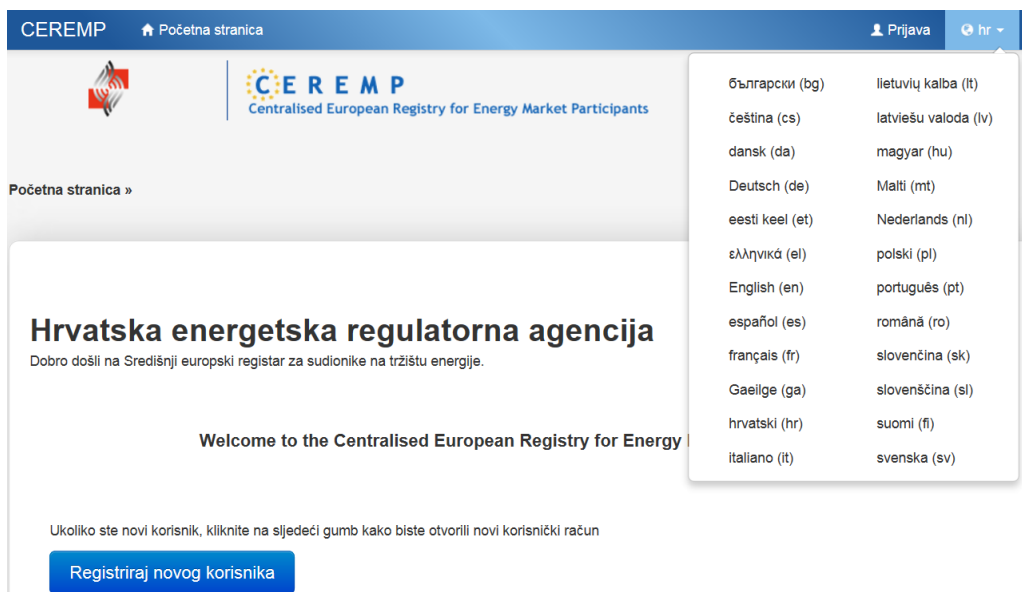 CEREMP Početna stranica Prijava hr
CEREMP
Centralised European Registry for Energy Market Participants
Početna stranica »
български (bg) lietuvių kalba (lt)
čeština (cs) latviešu valoda (lv)
dansk (da) magyar (hu)
Deutsch (de) Malti (mt)
eesti keel (et) Nederlands (nl)
ελληνικά (el) polski (pl)
English (en) português (pt)
español (es) română (ro)
français (fr) slovenčina (sk)
Gaeilge (ga) slovenščina (sl)
hrvatski (hr) suomi (fi)
italiano (it) svenska (sv)
Hrvatska energetska regulatorna agencija
Dobro došli na Središnji europski registar za sudionike na tržištu energije.
Welcome to the Centralised European Registry for Energy
Ukoliko ste novi korisnik, kliknite na sljedeći gumb kako biste otvorili novi korisnički račun
Registriraj novog korisnika